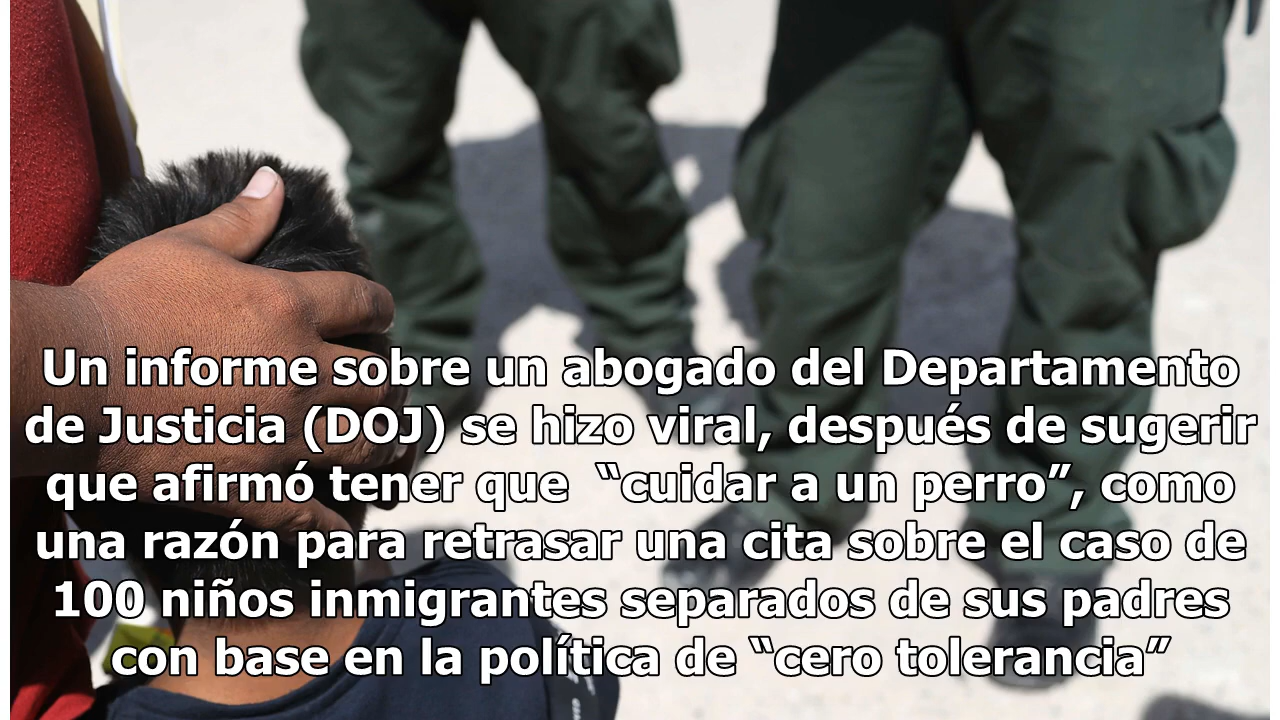 Un informe sobre un abogado del Departamento
de Justicia (DOJ) se hizo viral, después de sugerir
que afirmó tener que “cuidar a un perro”, como
una razón para retrasar una cita sobre el caso de
100 niños inmigrantes separados de sus padres
con base en la política de “cero tolerancia”